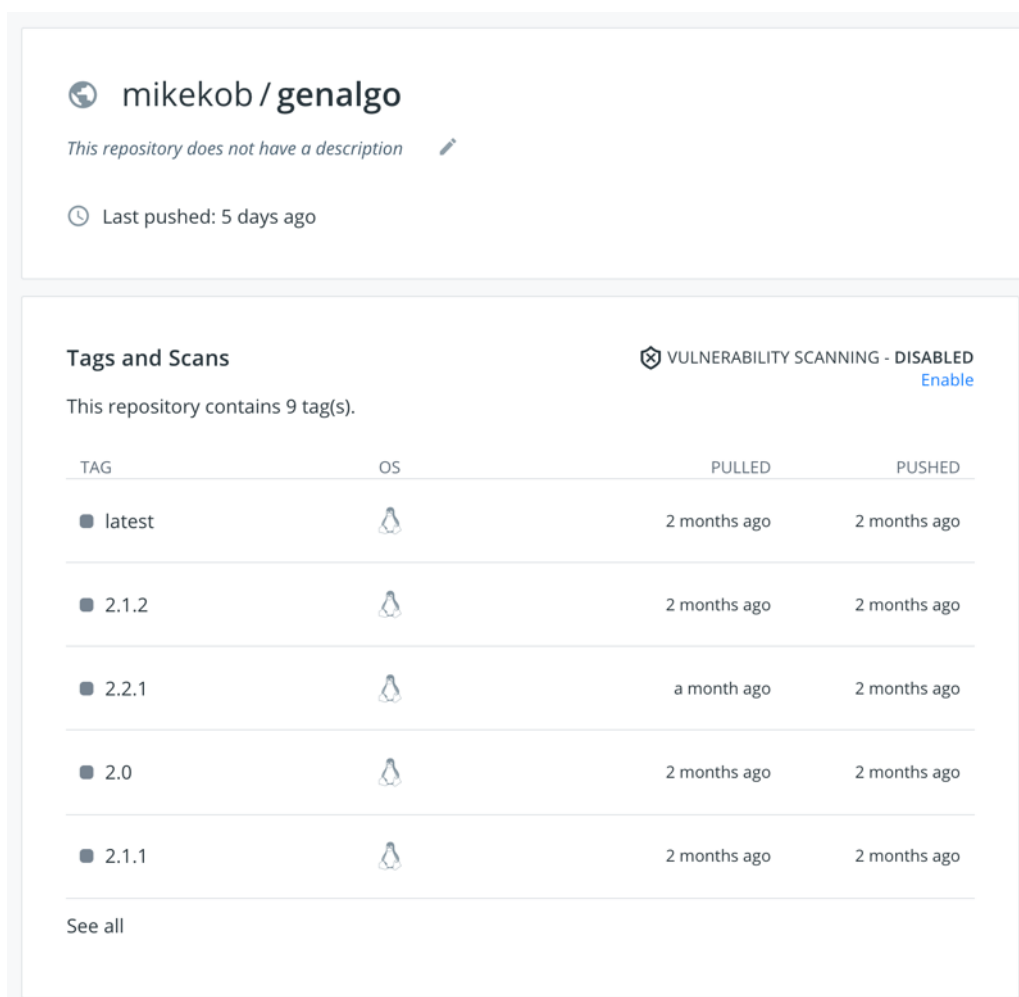 mikekob / genalgo
This repository does not have a description
Last pushed: 5 days ago
Tags and Scans
VULNERABILITY SCANNING - DISABLED
Enable
This repository contains 9 tag(s).
TAG OS PULLED PUSHED
latest 2 months ago 2 months ago
2.1.2 2 months ago 2 months ago
2.2.1 a month ago 2 months ago
2.0 2 months ago 2 months ago
2.1.1 2 months ago 2 months ago
See all